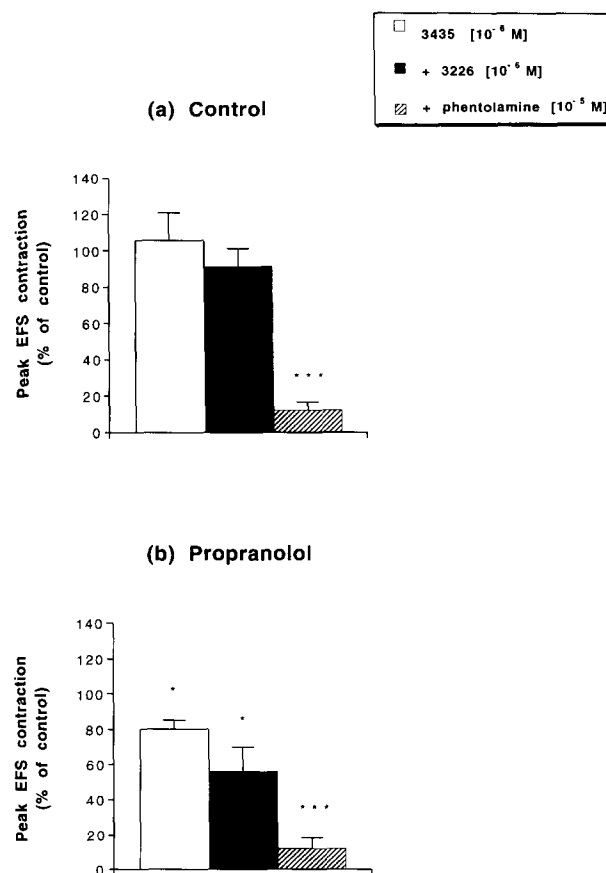 3435 [10⁻⁶ M]
+ 3226 [10⁻⁶ M]
+ phentolamine [10⁻⁵ M]
(a) Control
Peak EFS contraction
(% of control)
140
120
100
80
60
40
20
0
* * *
(b) Propranolol
Peak EFS contraction
(% of control)
140
120
100
80
60
40
20
0
*
*
* * *